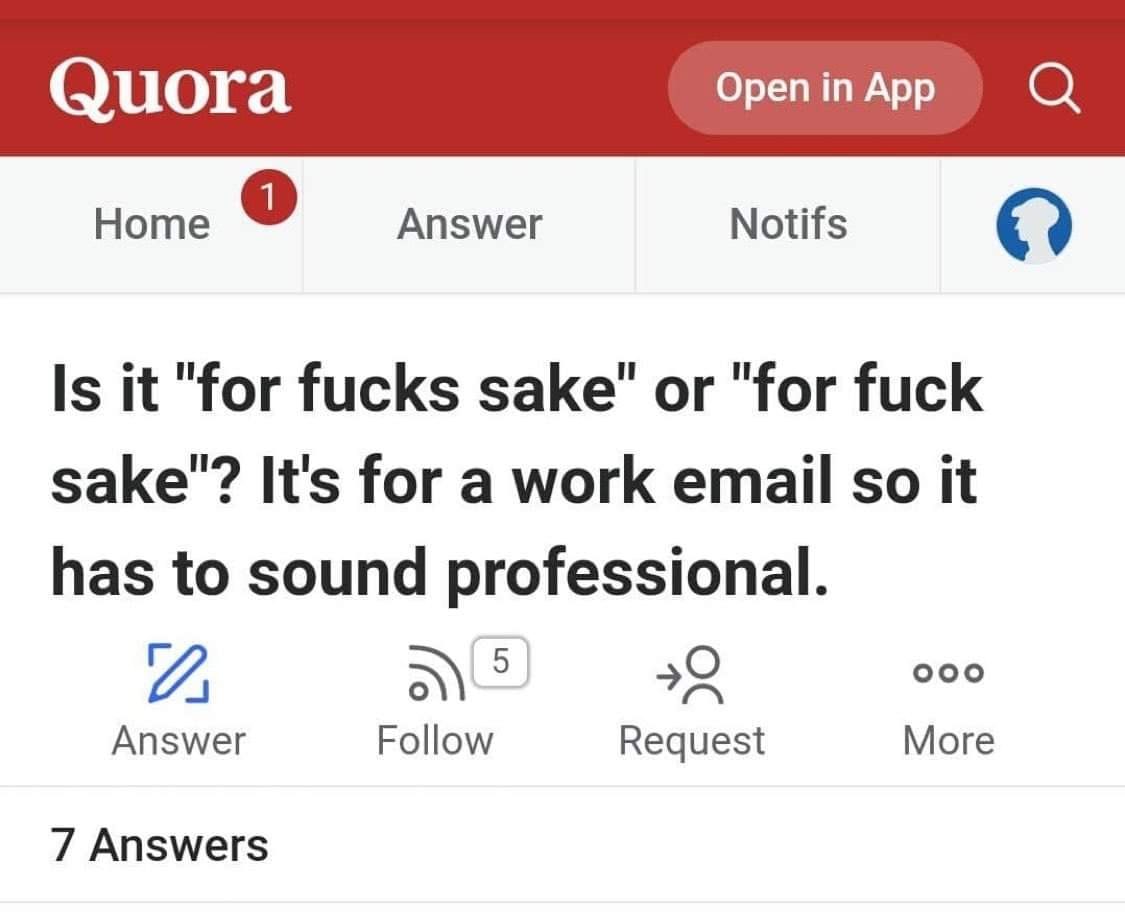 Quora
Open in App
Home
1
Answer
Notifs
Is it "for fucks sake" or "for fuck
sake"? It's for a work email so it
has to sound professional.
5
Answer
Follow
Request
More
7 Answers